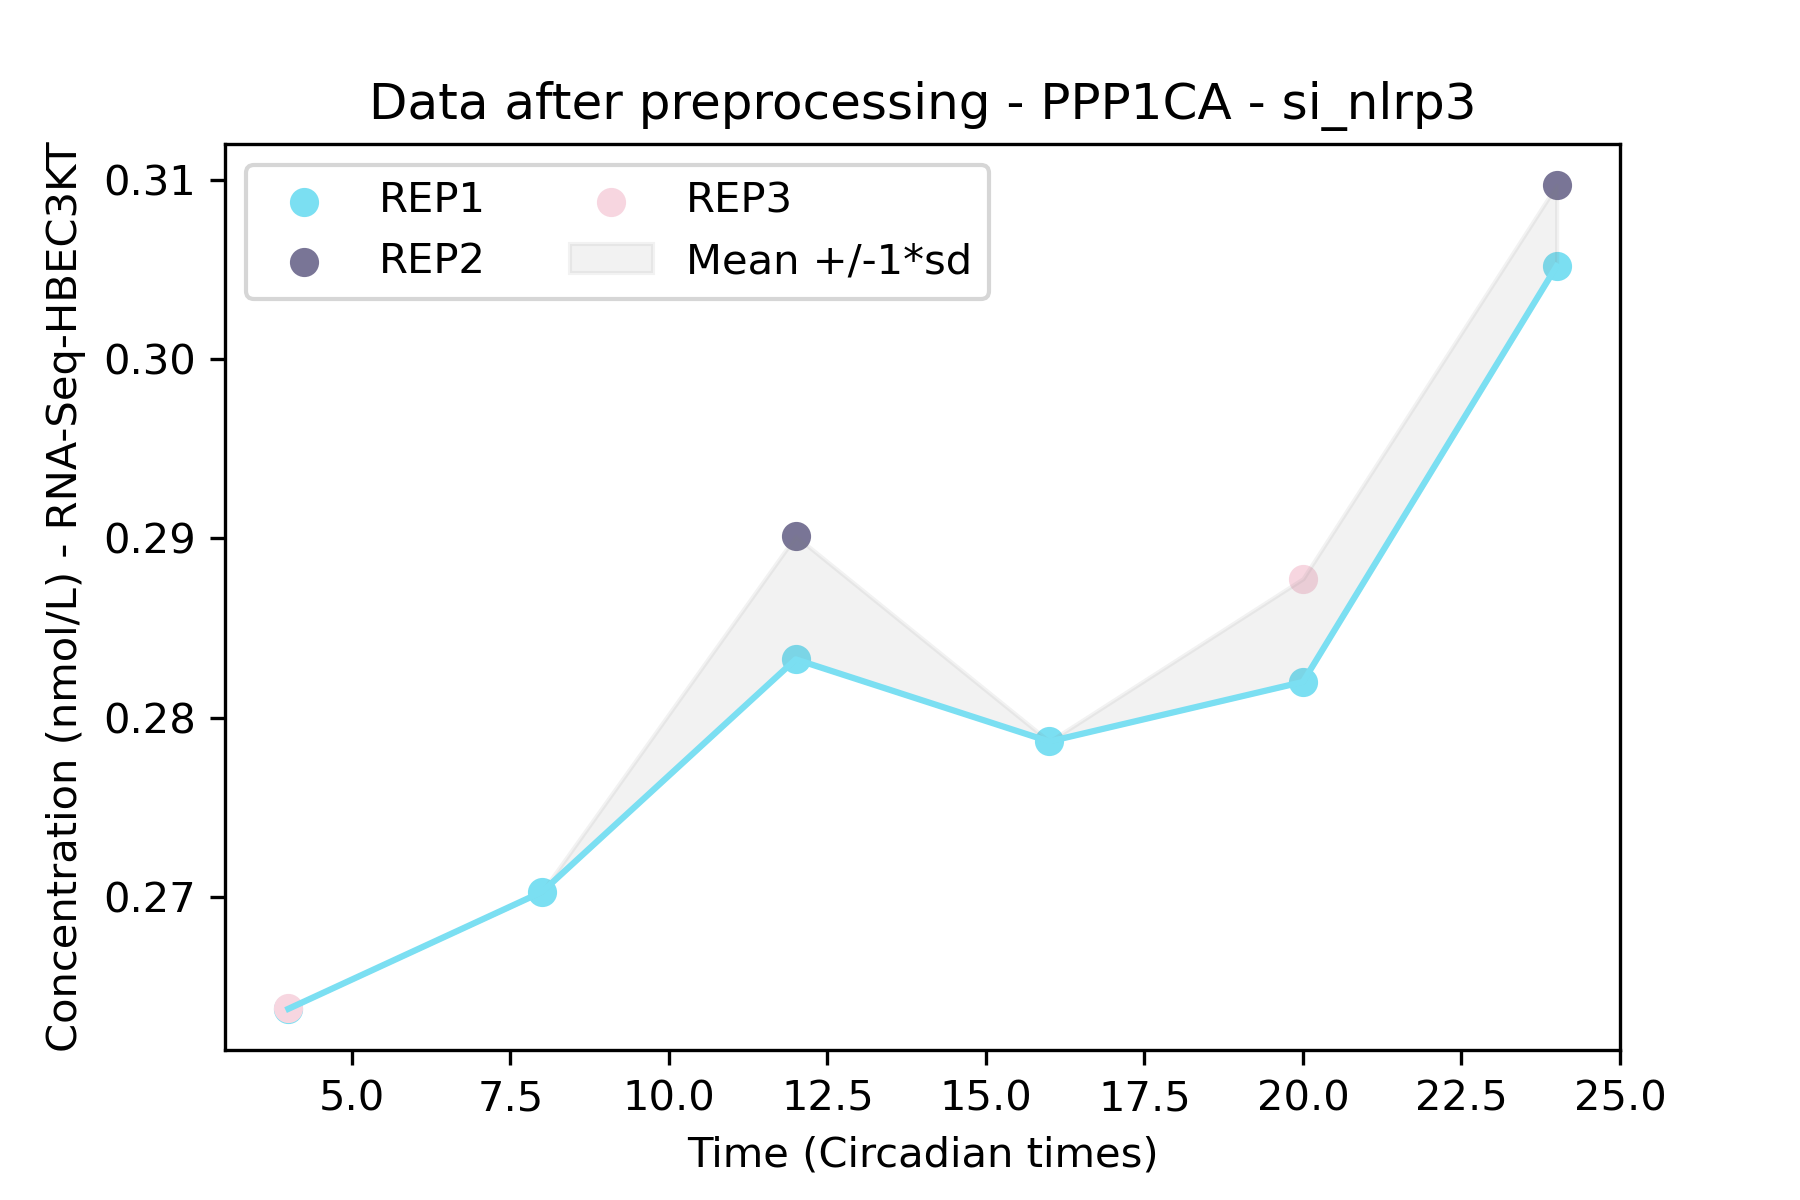 Data after preprocessing - PPP1CA - si_nlrp3
Concentration (nmol/L) - RNA-Seq-HBEC3KT
REP1
REP2
REP3
Mean +/-1*sd
0.31
0.30
0.29
0.28
0.27
5.0
7.5
10.0
12.5
15.0
17.5
20.0
22.5
25.0
Time (Circadian times)